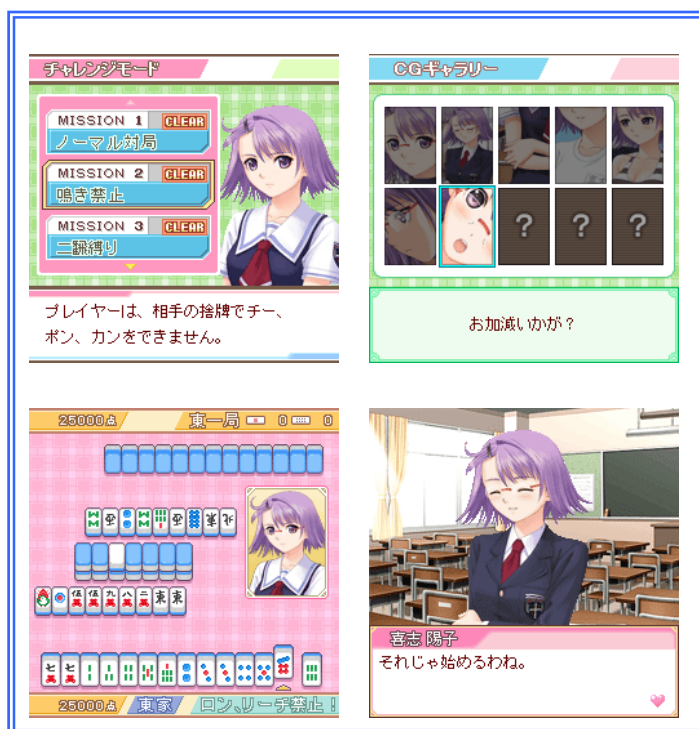 チャレンジモード
MISSION 1 CLEAR
ノーマル対局
MISSION 2 CLEAR
鳴き禁止
MISSION 3 CLEAR
二飜縛り
プレイヤーは、相手の捨牌でチー、
ポン、カンをできません。
CGギャラリー
? ? ?
お加減いかが?
25000点 東一局 0 0
25000点 東家 ロン、リーチ禁止!
喜志 陽子
それじゃ始めるわね。